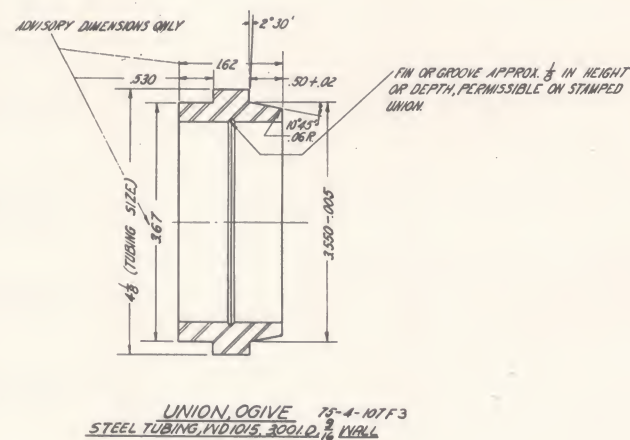 ADVISORY DIMENSIONS ONLY
2°30'
1.62
.530
.50+.02
FIN OR GROOVE APPROX. 1/8 IN HEIGHT
OR DEPTH, PERMISSIBLE ON STAMPED
UNION.
10°45'
.06R
4 1/8 (TUBING SIZE)
3.67
3.550-.005
UNION, OGIVE 75-4-107F3
STEEL TUBING, WD1015, 3.00 I.D. 9/16 WALL